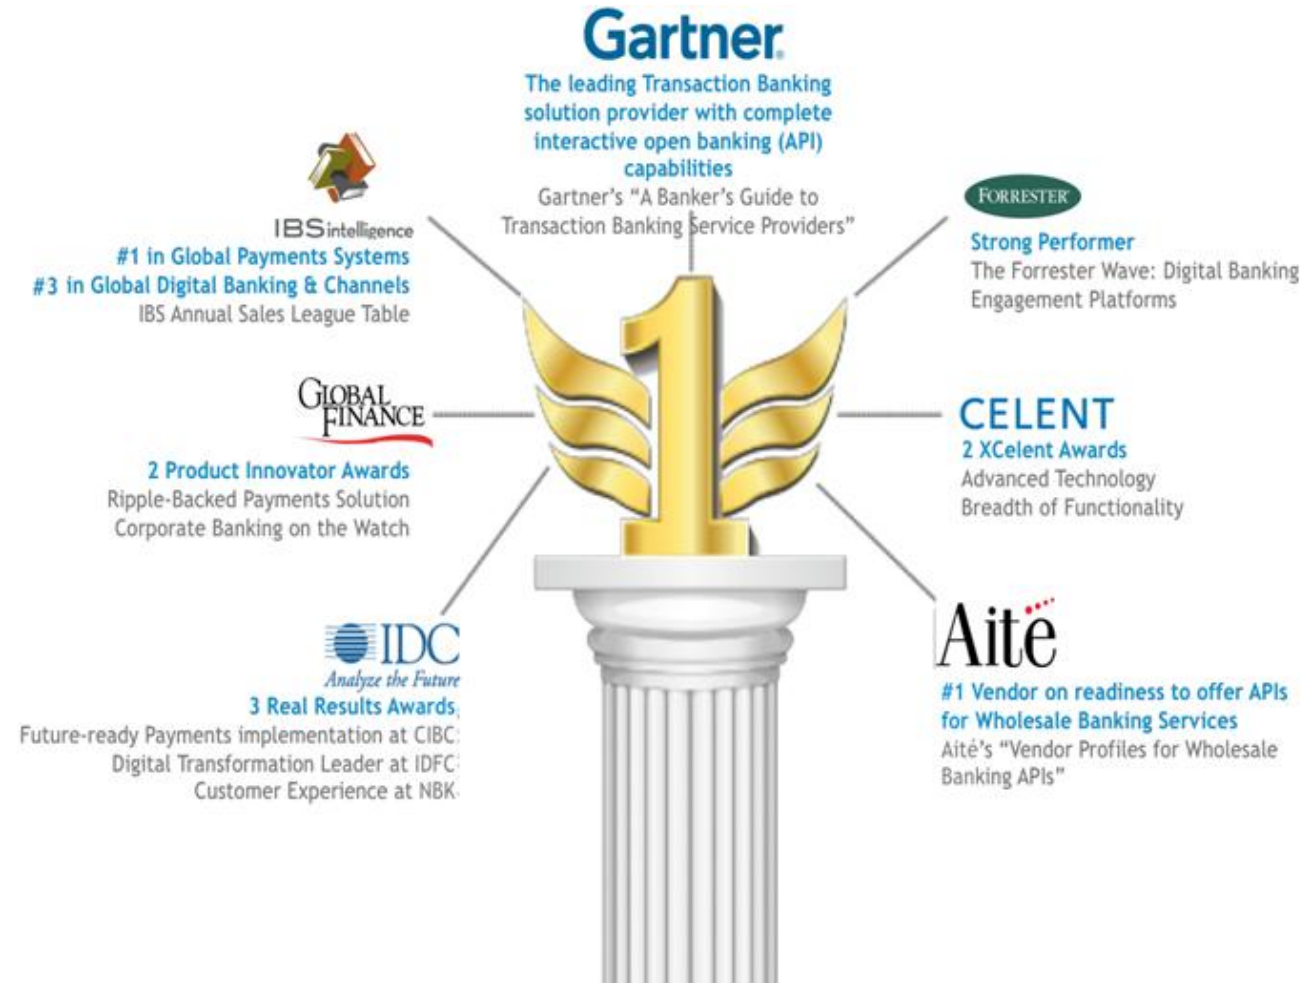 Gartner
The leading Transaction Banking
solution provider with complete
interactive open banking (API)
capabilities
Gartner's “A Banker's Guide to
Transaction Banking Service Providers”
IBSintelligence
#1 in Global Payments Systems
#3 in Global Digital Banking & Channels
IBS Annual Sales League Table
FORRESTER
Strong Performer
The Forrester Wave: Digital Banking
Engagement Platforms
1
GLOBAL
FINANCE
2 Product Innovator Awards
Ripple-Backed Payments Solution
Corporate Banking on the Watch
CELENT
2 XCelent Awards
Advanced Technology
Breadth of Functionality
IDC
Analyze the Future
3 Real Results Awards
Future-ready Payments implementation at CIBC
Digital Transformation Leader at IDFC
Customer Experience at NBK
Aité
#1 Vendor on readiness to offer APIs
for Wholesale Banking Services
Aité's “Vendor Profiles for Wholesale
Banking APIs”